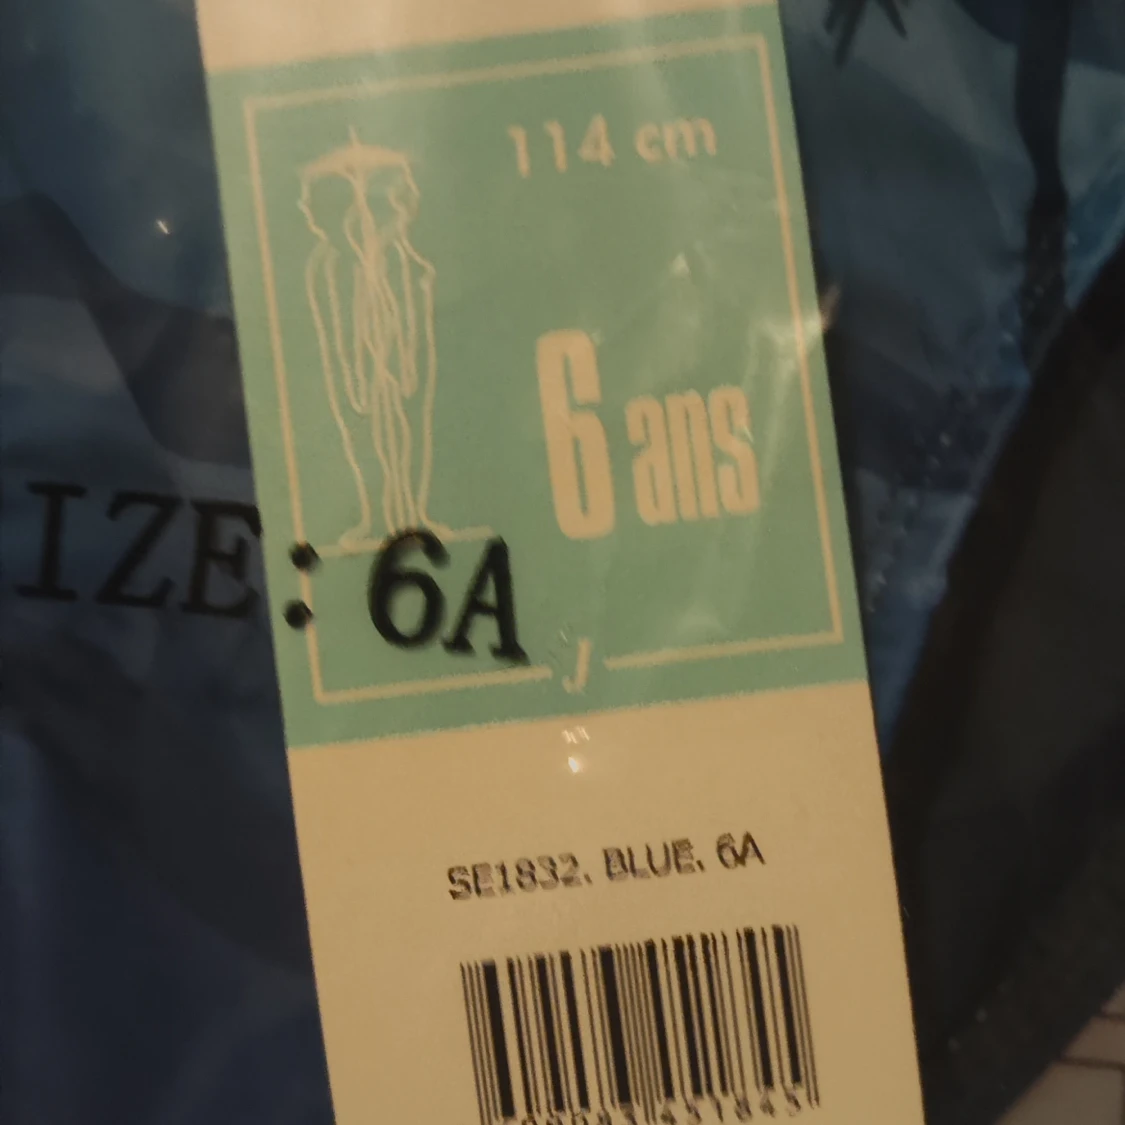 114 cm
6 ans
IZE: 6A
J
SE1832. BLUE. 6A